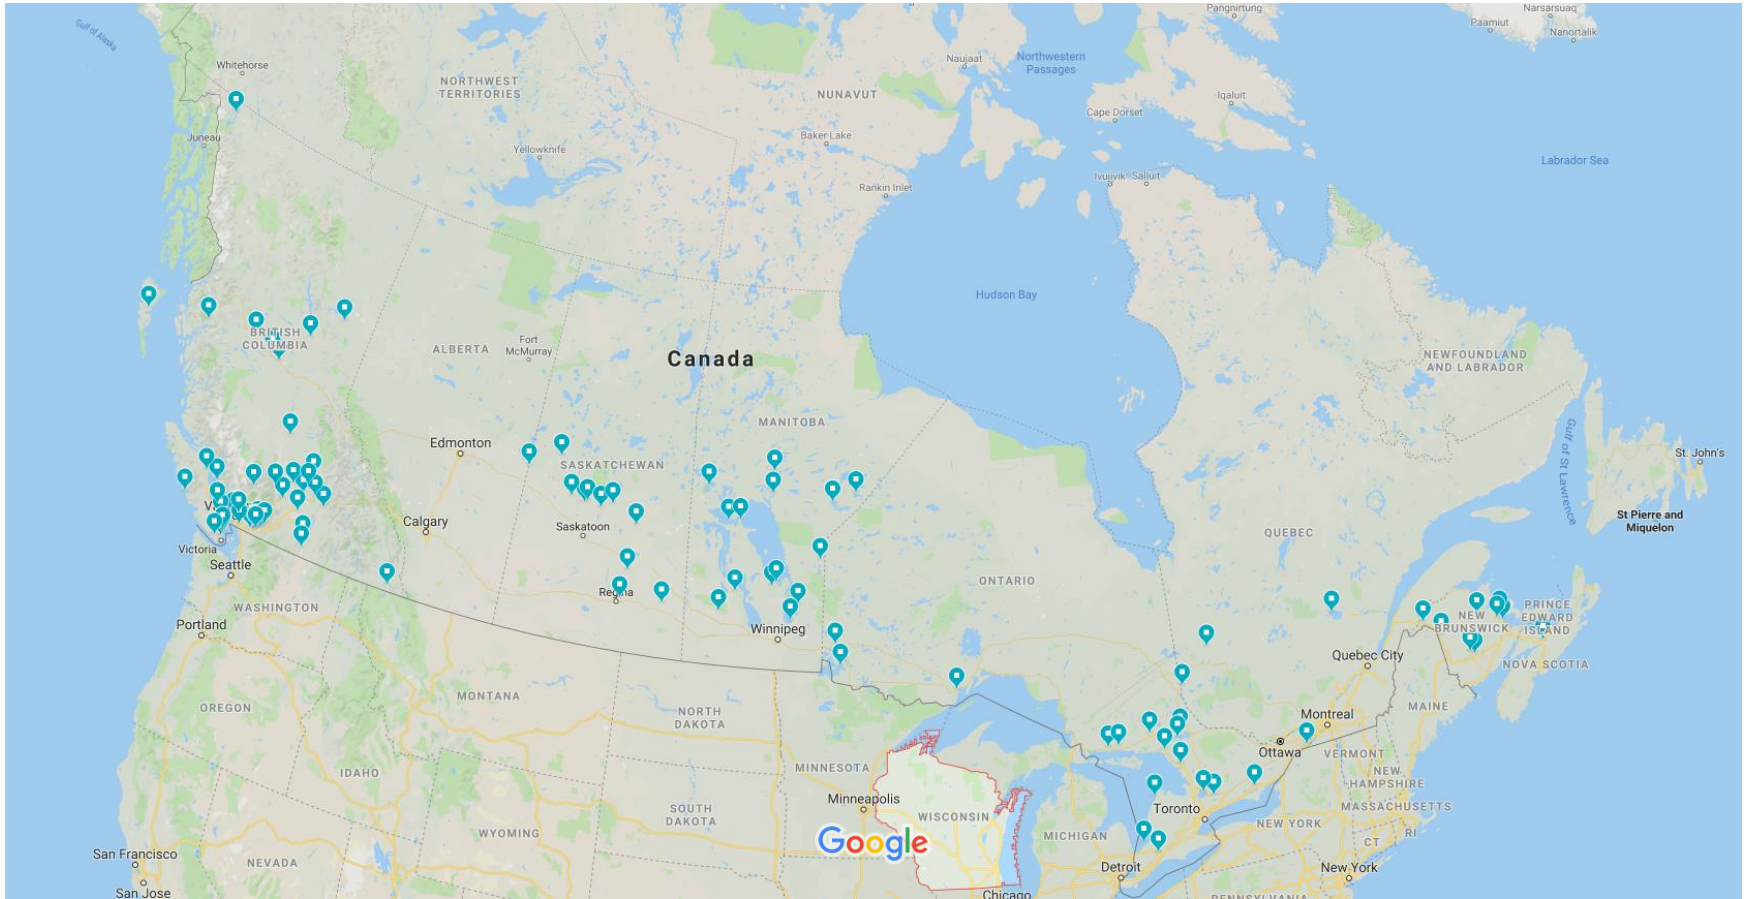 Gulf of Alaska
Whitehorse
Juneau
NORTHWEST
TERRITORIES
Yellowknife
NUNAVUT
Baker Lake
Rankin Inlet
Naujaat
Northwestern
Passages
Pangnirtung
Iqaluit
Cape Dorset
Ivujivik
Salluit
Paamiut
Narsarsuaq
Nanortalik
Labrador Sea
Hudson Bay
BRITISH
COLUMBIA
ALBERTA
Fort
McMurray
Canada
NEWFOUNDLAND
AND LABRADOR
MANITOBA
Edmonton
SASKATCHEWAN
Gulf of St Lawrence
St. John's
St Pierre and
Miquelon
Calgary
Saskatoon
QUEBEC
Victoria
Seattle
ONTARIO
Regina
WASHINGTON
Portland
Winnipeg
NEW
BRUNSWICK
PRINCE
EDWARD
ISLAND
NOVA SCOTIA
Quebec City
MONTANA
NORTH
DAKOTA
OREGON
MAINE
Montreal
Ottawa
VERMONT
IDAHO
MINNESOTA
NEW
HAMPSHIRE
Minneapolis
WISCONSIN
SOUTH
DAKOTA
Toronto
MASSACHUSETTS
NEW YORK
RI
CT
WYOMING
Google
MICHIGAN
San Francisco
NEVADA
Detroit
New York
San Jose
Chicago
PENNSYLVANIA